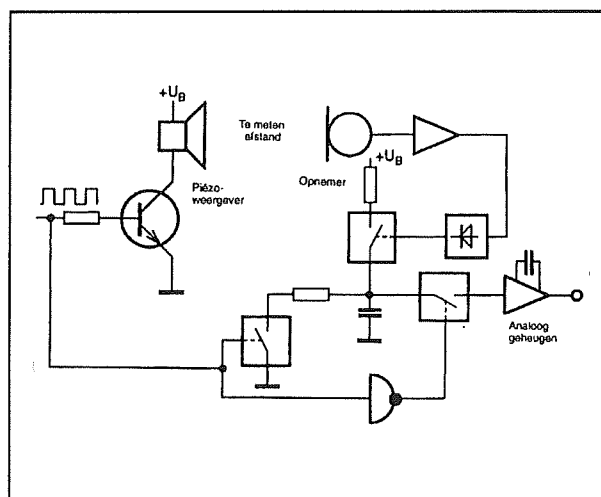 +U_B
Te meten
afstand
+U_B
Opnemer
Piëzo-
weergever
Analoog
geheugen